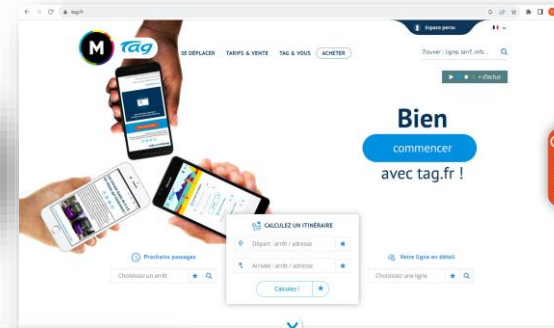 tag.fr
M Tag
SE DÉPLACER TARIFS & VENTE TAG & VOUS ACHETER
Espace perso
Trouver : ligne, tarif, info...
+ d'actus
Bien
commencer
avec tag.fr !
CALCULEZ UN ITINÉRAIRE
Départ : arrêt / adresse
Arrivée : arrêt / adresse
Calculez !
Prochains passages
Choisissez un arrêt
Votre ligne en détail
Choisissez une ligne